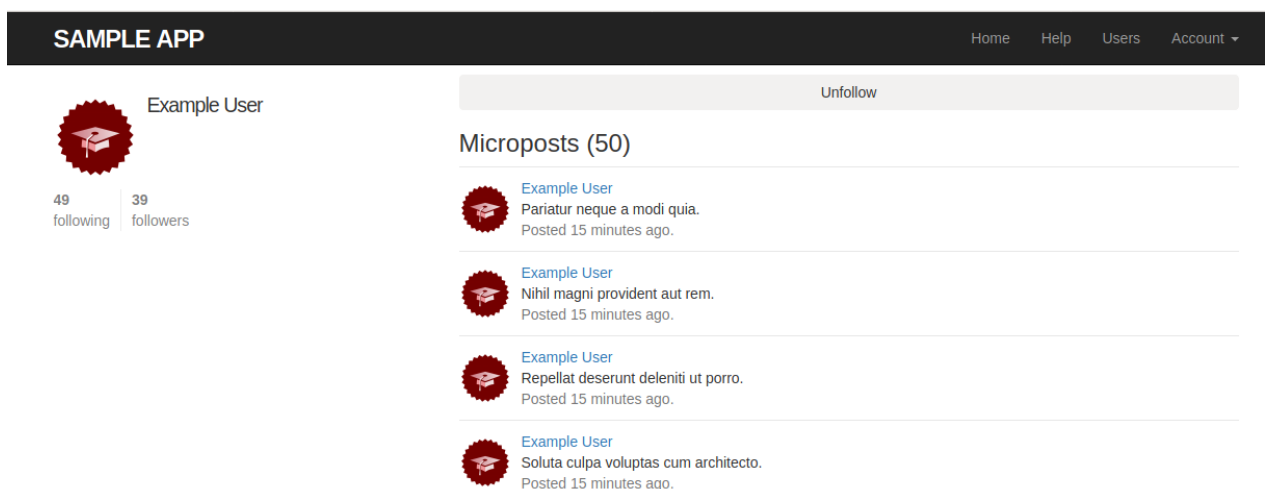 SAMPLE APP
Home Help Users Account
Example User
49 39
following followers
Unfollow
Microposts (50)
Example User
Pariatur neque a modi quia.
Posted 15 minutes ago.
Example User
Nihil magni provident aut rem.
Posted 15 minutes ago.
Example User
Repellat deserunt deleniti ut porro.
Posted 15 minutes ago.
Example User
Soluta culpa voluptas cum architecto.
Posted 15 minutes ago.